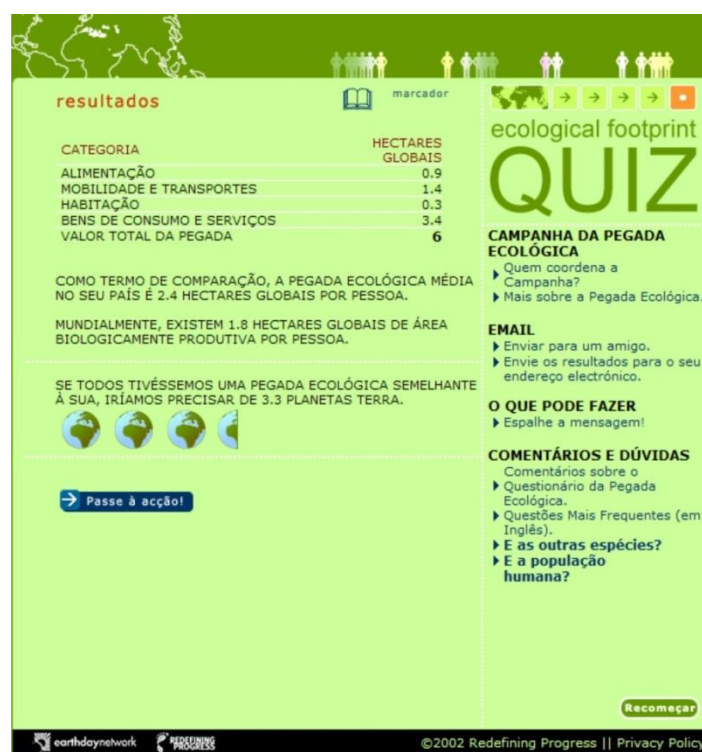 resultados
marcador
CATEGORIA
HECTARES
GLOBAIS
ALIMENTAÇÃO 0.9
MOBILIDADE E TRANSPORTES 1.4
HABITAÇÃO 0.3
BENS DE CONSUMO E SERVIÇOS 3.4
VALOR TOTAL DA PEGADA 6
COMO TERMO DE COMPARAÇÃO, A PEGADA ECOLÓGICA MÉDIA
NO SEU PAÍS É 2.4 HECTARES GLOBAIS POR PESSOA.
MUNDIALMENTE, EXISTEM 1.8 HECTARES GLOBAIS DE ÁREA
BIOLOGICAMENTE PRODUTIVA POR PESSOA.
SE TODOS TIVÉSSEMOS UMA PEGADA ECOLÓGICA SEMELHANTE
À SUA, IRÍAMOS PRECISAR DE 3.3 PLANETAS TERRA.
Passe à acção!
ecological footprint
QUIZ
CAMPANHA DA PEGADA
ECOLÓGICA
Quem coordena a
Campanha?
Mais sobre a Pegada Ecológica.
EMAIL
Enviar para um amigo.
Envie os resultados para o seu
endereço electrónico.
O QUE PODE FAZER
Espalhe a mensagem!
COMENTÁRIOS E DÚVIDAS
Comentários sobre o
Questionário da Pegada
Ecológica.
Questões Mais Frequentes (em
Inglês).
E as outras espécies?
E a população
humana?
Recomeçar
earthdaynetwork
REDEFINING
PROGRESS
©2002 Redefining Progress || Privacy Policy